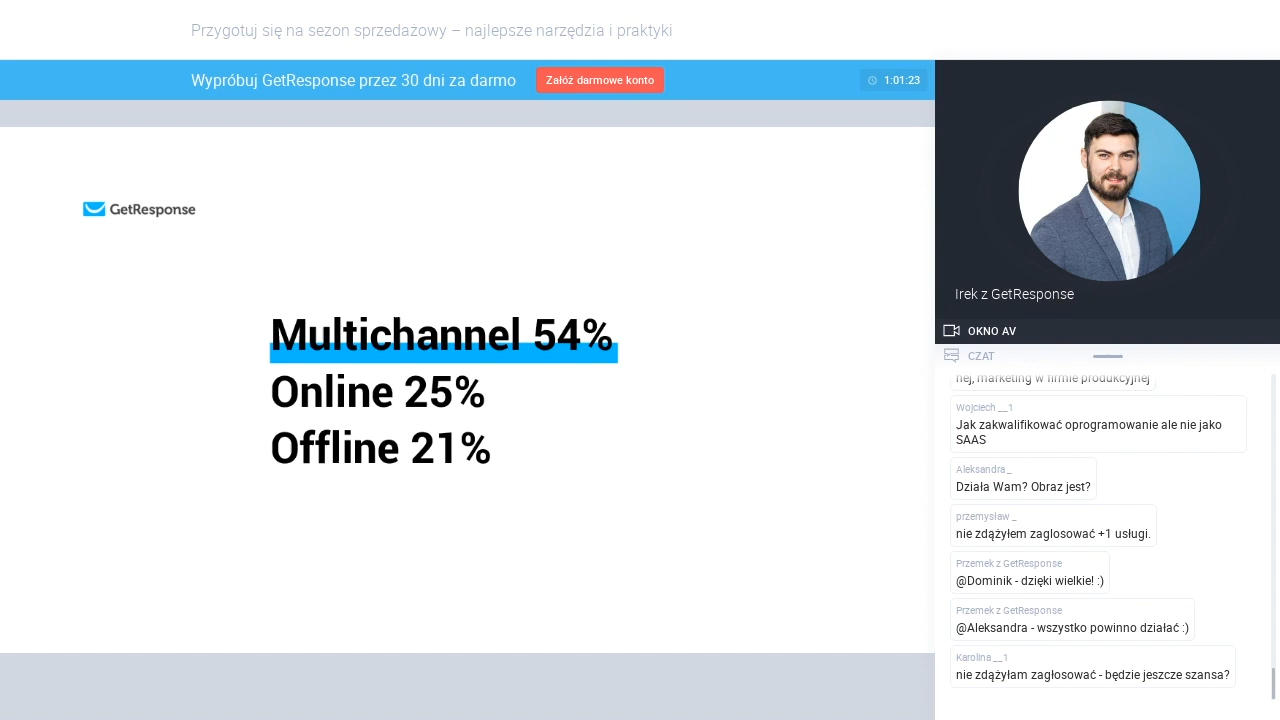 Przygotuj się na sezon sprzedażowy – najlepsze narzędzia i praktyki
Wypróbuj GetResponse przez 30 dni za darmo
Załóż darmowe konto
1:01:23
GetResponse
Multichannel 54%
Online 25%
Offline 21%
Irek z GetResponse
OKNO AV
CZAT
nej, marketing w firmie produkcyjnej
Wojciech __1
Jak zakwalifikować oprogramowanie ale nie jako
SAAS
Aleksandra _
Działa Wam? Obraz jest?
przemysław _
nie zdążyłem zaglosować +1 usługi.
Przemek z GetResponse
@Dominik - dzięki wielkie! :)
Przemek z GetResponse
@Aleksandra - wszystko powinno działać :)
Karolina __1
nie zdążyłam zagłosować - będzie jeszcze szansa?